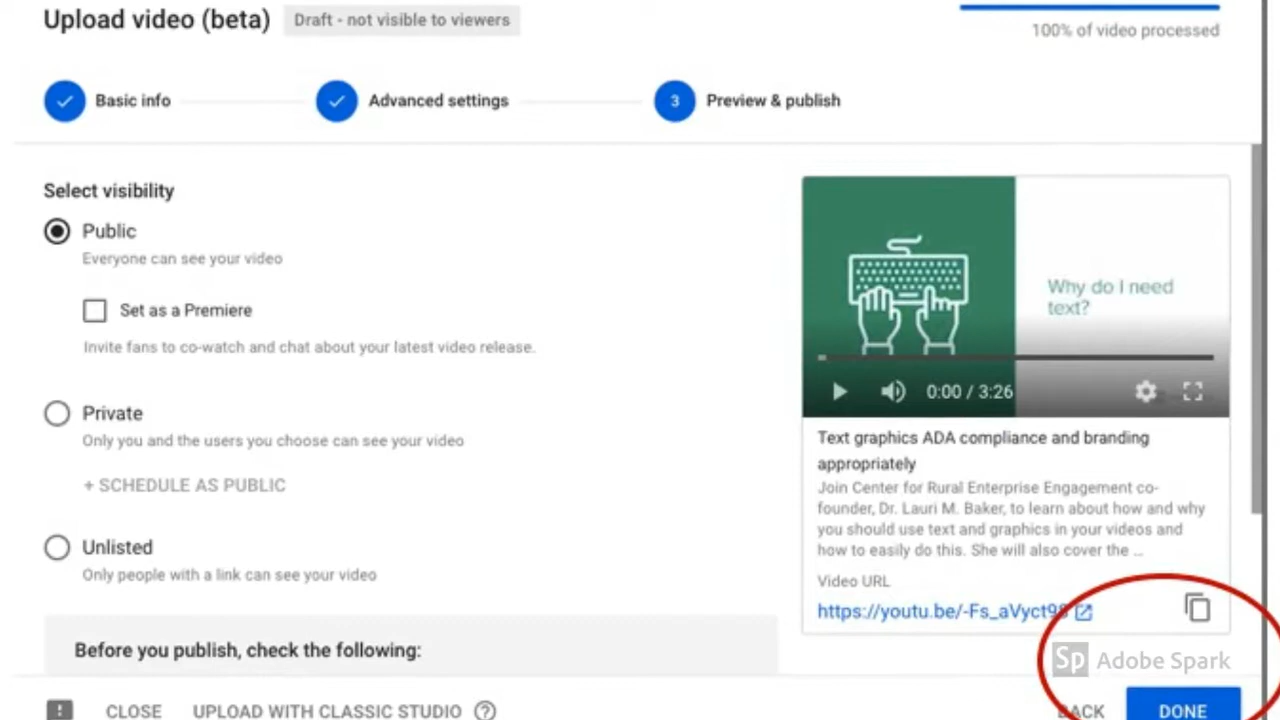 Upload video (beta)
Draft - not visible to viewers
100% of video processed
Basic info
Advanced settings
3
Preview & publish
Select visibility
Public
Everyone can see your video
Set as a Premiere
Invite fans to co-watch and chat about your latest video release.
Private
Only you and the users you choose can see your video
+ SCHEDULE AS PUBLIC
Unlisted
Only people with a link can see your video
Before you publish, check the following:
Why do I need
text?
0:00 / 3:26
Text graphics ADA compliance and branding
appropriately
Join Center for Rural Enterprise Engagement co-
founder, Dr. Lauri M. Baker, to learn about how and why
you should use text and graphics in your videos and
how to easily do this. She will also cover the ...
Video URL
Sp Adobe Spark
CLOSE
UPLOAD WITH CLASSIC STUDIO
BACK
DONE